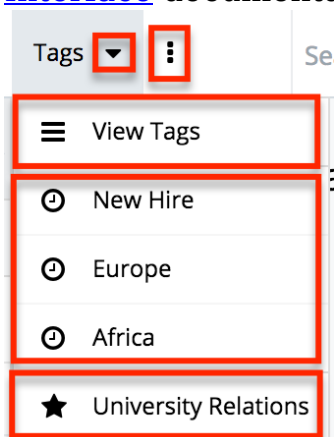 Tags
View Tags
New Hire
Europe
Africa
University Relations